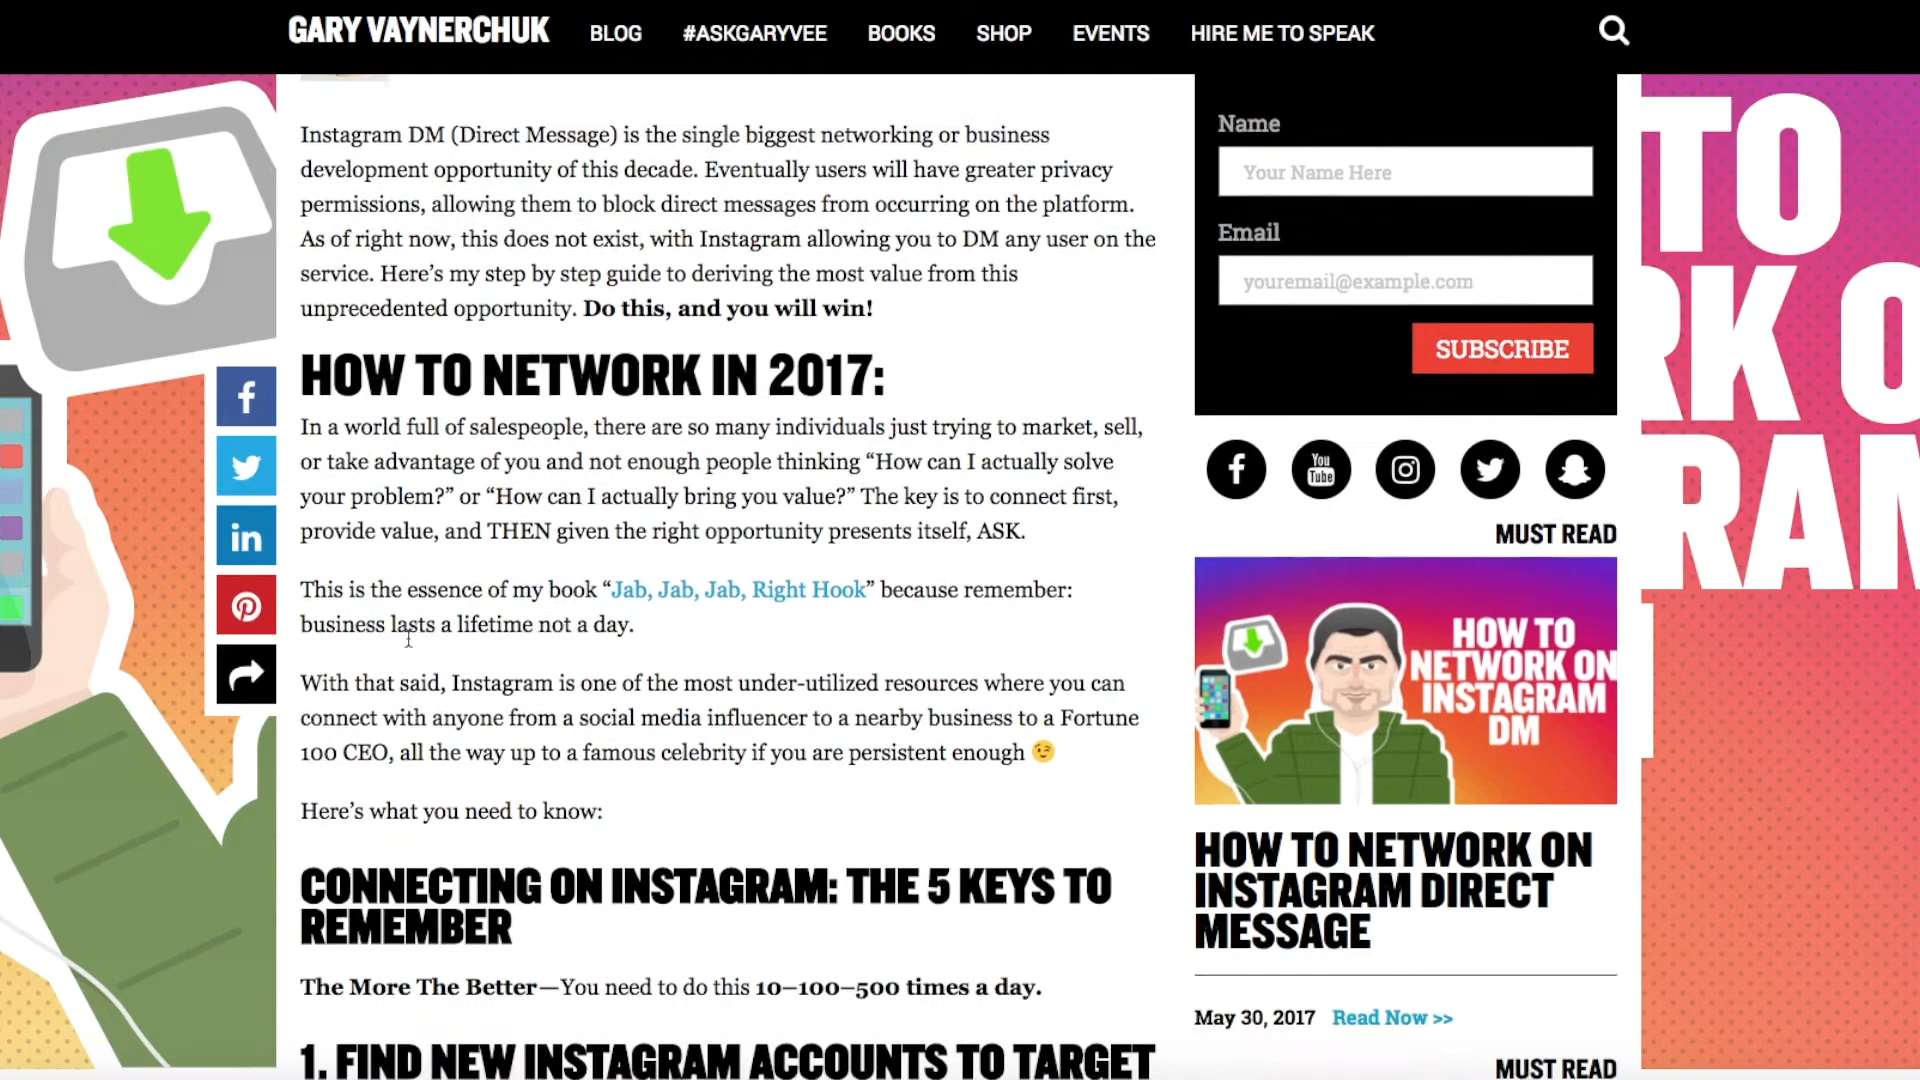 GARY VAYNERCHUK
BLOG
#ASKGARYVEE
BOOKS
SHOP
EVENTS
HIRE ME TO SPEAK
Instagram DM (Direct Message) is the single biggest networking or business
development opportunity of this decade. Eventually users will have greater privacy
permissions, allowing them to block direct messages from occurring on the platform.
As of right now, this does not exist, with Instagram allowing you to DM any user on the
service. Here’s my step by step guide to deriving the most value from this
unprecedented opportunity. Do this, and you will win!
HOW TO NETWORK IN 2017:
In a world full of salespeople, there are so many individuals just trying to market, sell,
or take advantage of you and not enough people thinking “How can I actually solve
your problem?” or “How can I actually bring you value?” The key is to connect first,
provide value, and THEN given the right opportunity presents itself, ASK.
This is the essence of my book “Jab, Jab, Jab, Right Hook” because remember:
business lasts a lifetime not a day.
With that said, Instagram is one of the most under-utilized resources where you can
connect with anyone from a social media influencer to a nearby business to a Fortune
100 CEO, all the way up to a famous celebrity if you are persistent enough 😉
Here’s what you need to know:
CONNECTING ON INSTAGRAM: THE 5 KEYS TO
REMEMBER
The More The Better—You need to do this 10–100–500 times a day.
1. FIND NEW INSTAGRAM ACCOUNTS TO TARGET
Name
Your Name Here
Email
youremail@example.com
SUBSCRIBE
You
Tube
MUST READ
HOW TO
NETWORK ON
INSTAGRAM
DM
HOW TO NETWORK ON
INSTAGRAM DIRECT
MESSAGE
May 30, 2017 Read Now >>
MUST READ
TO
RK O
RAM